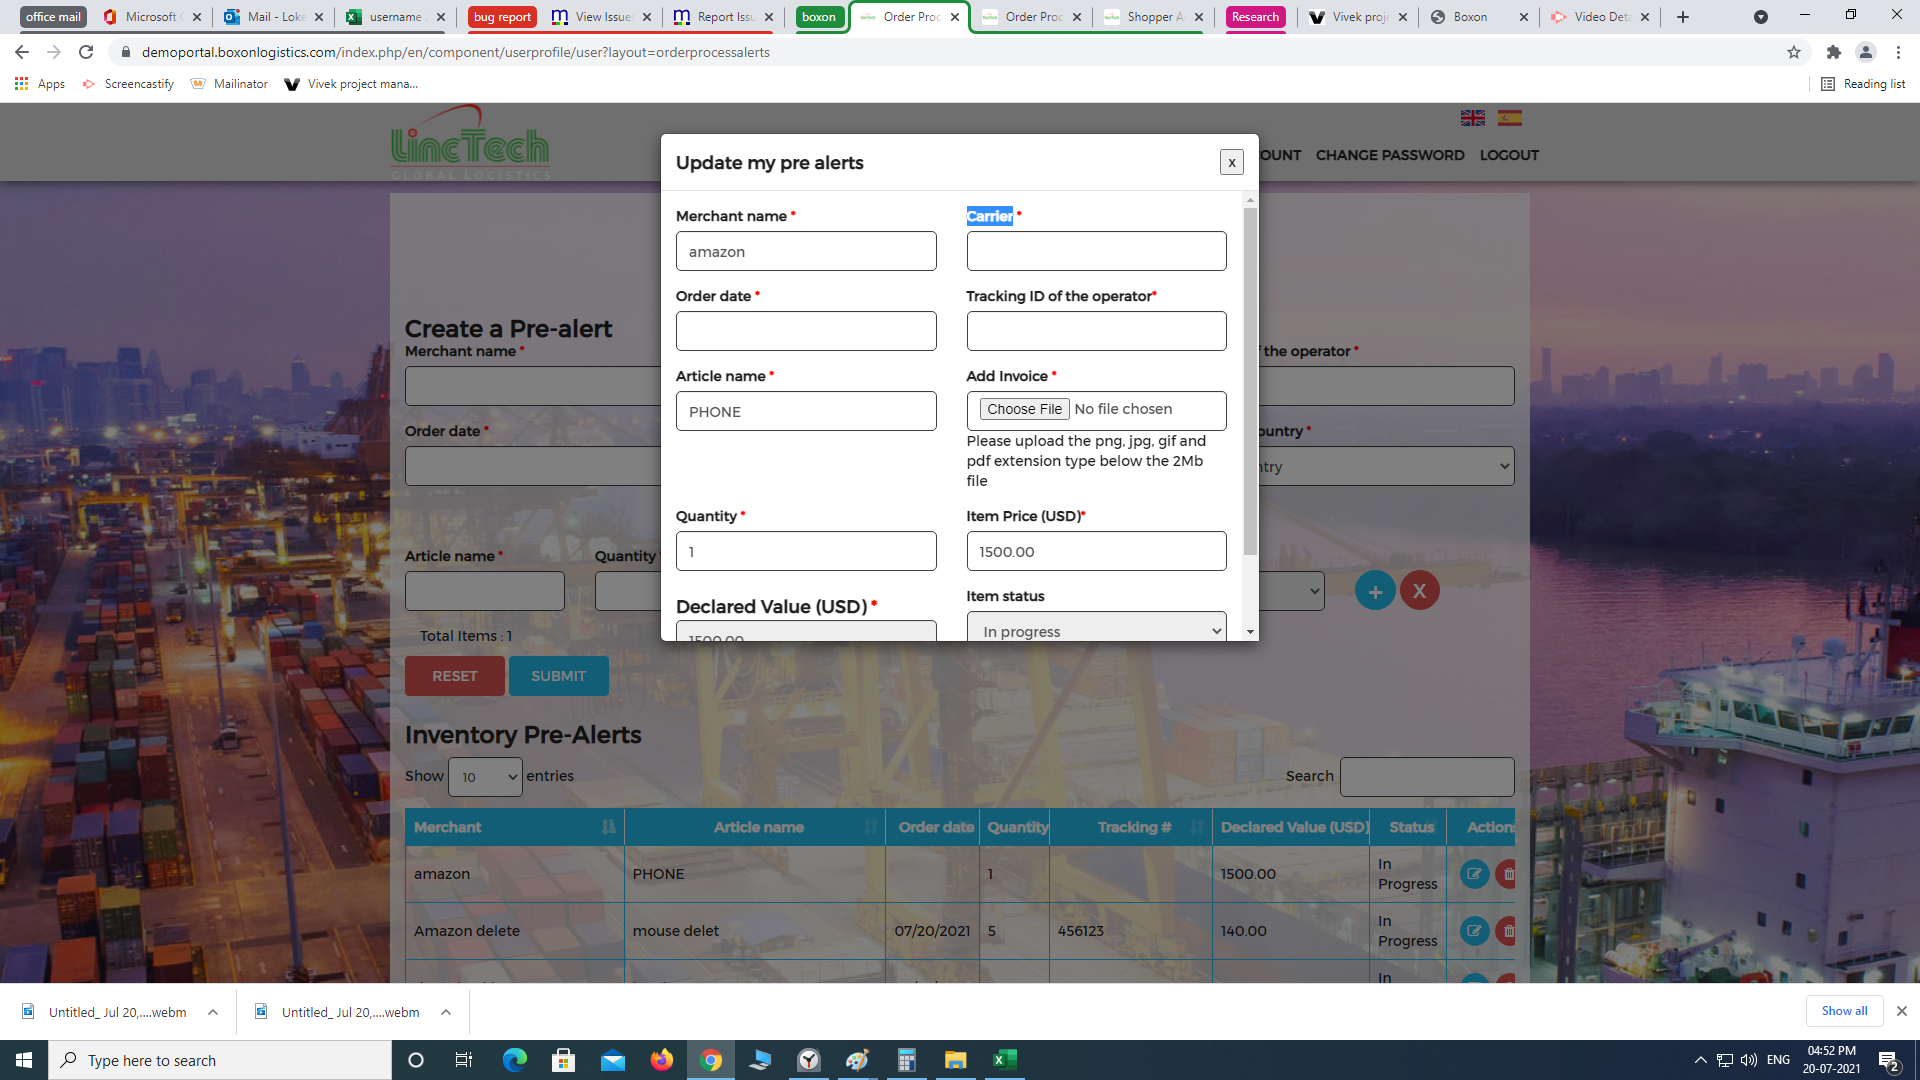 office mail
Microsoft
Mail - Loke
username
bug report
View Issue
Report Issu
boxon
Order Proc
Order Proc
Shopper A
Research
Vivek proje
Boxon
Video Deta
demoportal.boxonlogistics.com/index.php/en/component/userprofile/user?layout=orderprocessalerts
Apps
Screencastify
Mailinator
Vivek project mana...
Reading list
LincTech
GLOBAL LOGISTICS
OUNT
CHANGE PASSWORD
LOGOUT
Update my pre alerts
x
Merchant name *
Carrier *
amazon
Order date *
Tracking ID of the operator*
Article name *
Add Invoice *
PHONE
Choose File No file chosen
Please upload the png, jpg, gif and
pdf extension type below the 2Mb
file
Quantity *
Item Price (USD)*
1
1500.00
Declared Value (USD) *
Item status
1500.00
In progress
Create a Pre-alert
Merchant name *
the operator *
Order date *
ountry *
ntry
Article name *
Quantity
+
X
Total Items : 1
RESET
SUBMIT
Inventory Pre-Alerts
Show 10 entries
Search
Merchant
Article name
Order date
Quantity
Tracking #
Declared Value (USD)
Status
Action
amazon
PHONE
1
1500.00
In
Progress
Amazon delete
mouse delet
07/20/2021
5
456123
140.00
In
Progress
In
Untitled_ Jul 20,....webm
Untitled_ Jul 20,....webm
Show all
Type here to search
ENG
04:52 PM
20-07-2021
2